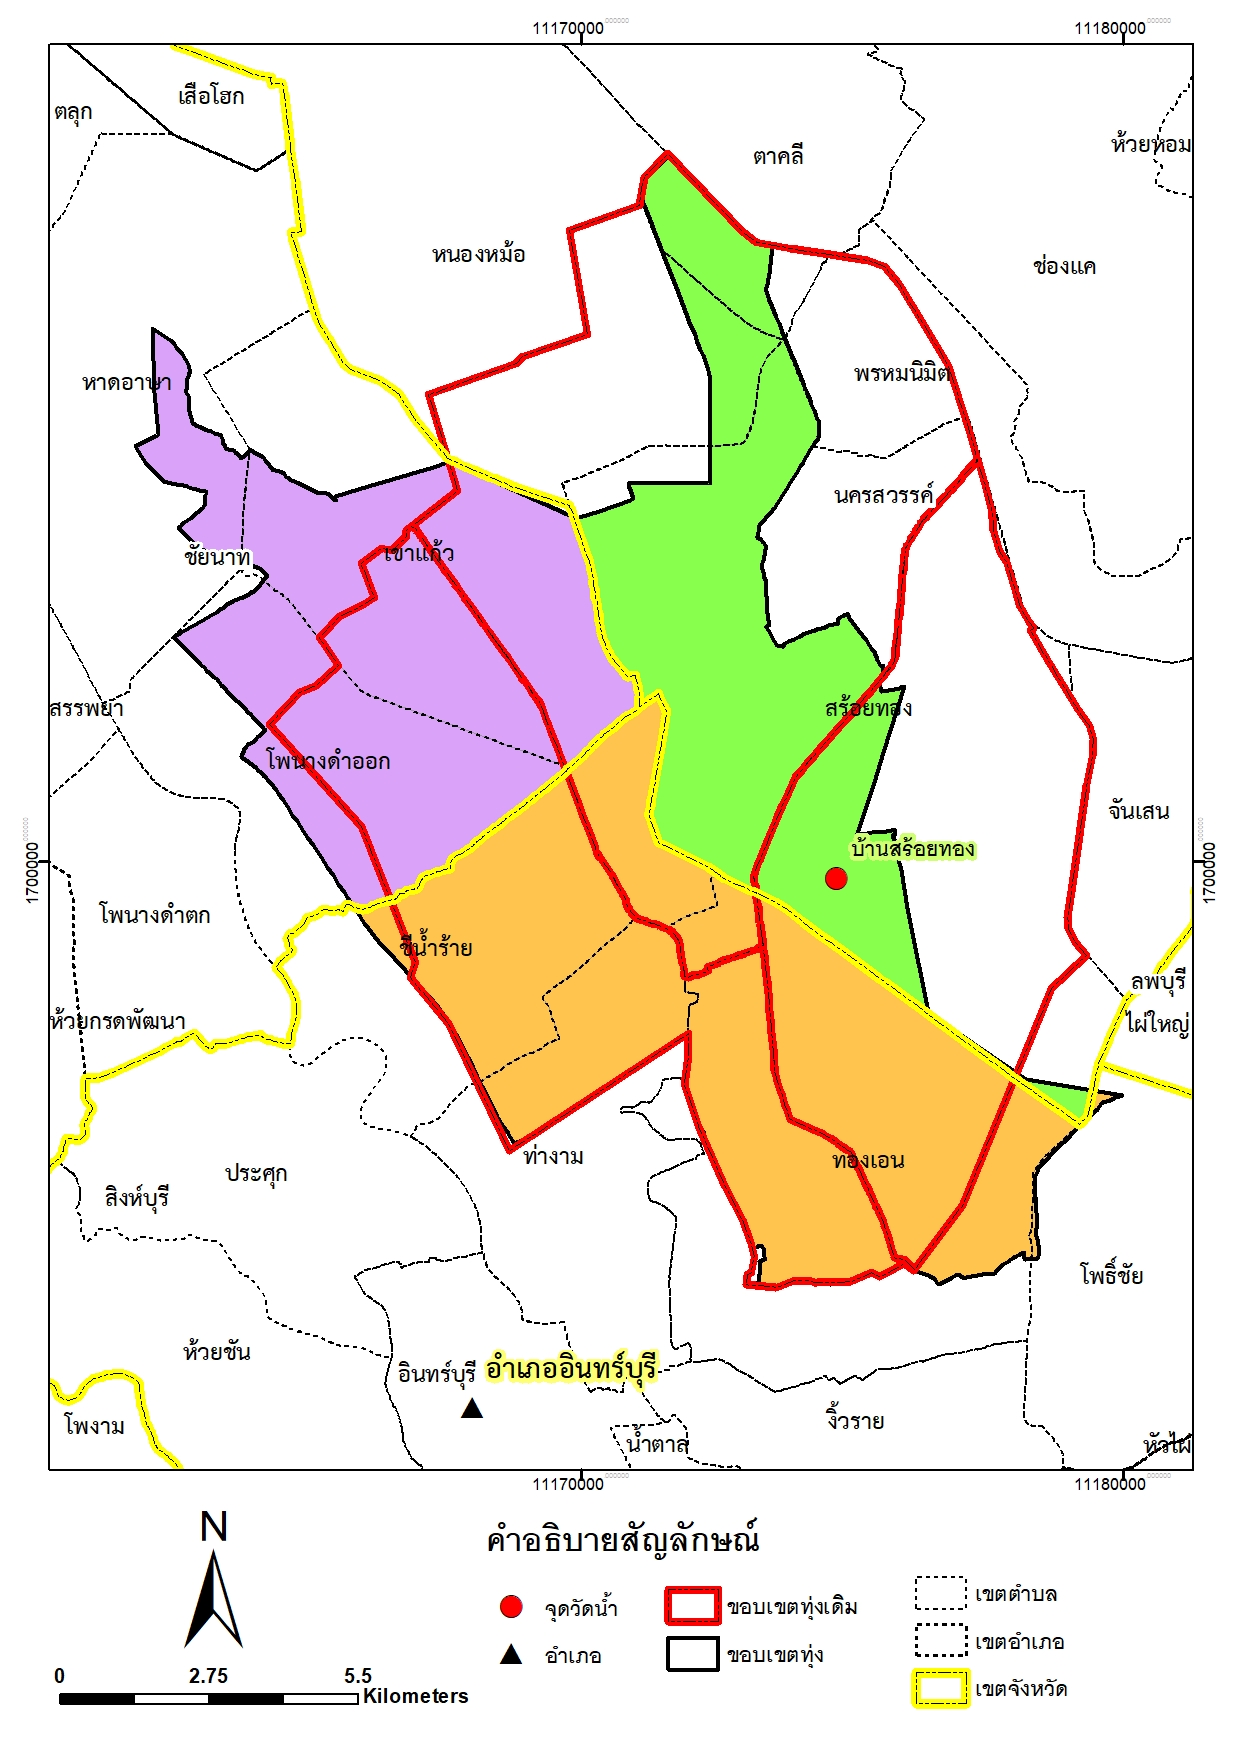 11170000
11180000
เสือโฮก
ตลุก
ตาคลี
ห้วยหอม
หนองหม้อ
ช่องแค
หาดอาษา
พรหมนิมิต
นครสวรรค์
ชัยนาท
เขาแก้ว
สรรพยา
สร้อยทอง
โพนางดำออก
จันเสน
บ้านสร้อยทอง
1700000
1700000
โพนางดำตก
ชีน้ำร้าย
ลพบุรี
ห้วยกรดพัฒนา
ไผ่ใหญ่
ท่างาม
ทองเอน
ประศุก
สิงห์บุรี
โพธิ์ชัย
ห้วยชัน
อินทร์บุรี
อำเภออินทร์บุรี
โพงาม
งิ้วราย
น้ำตาล
หัวไผ่
11170000
11180000
N
คำอธิบายสัญลักษณ์
จุดวัดน้ำ
อำเภอ
ขอบเขตทุ่งเดิม
ขอบเขตทุ่ง
เขตตำบล
เขตอำเภอ
เขตจังหวัด
0 2.75 5.5
Kilometers